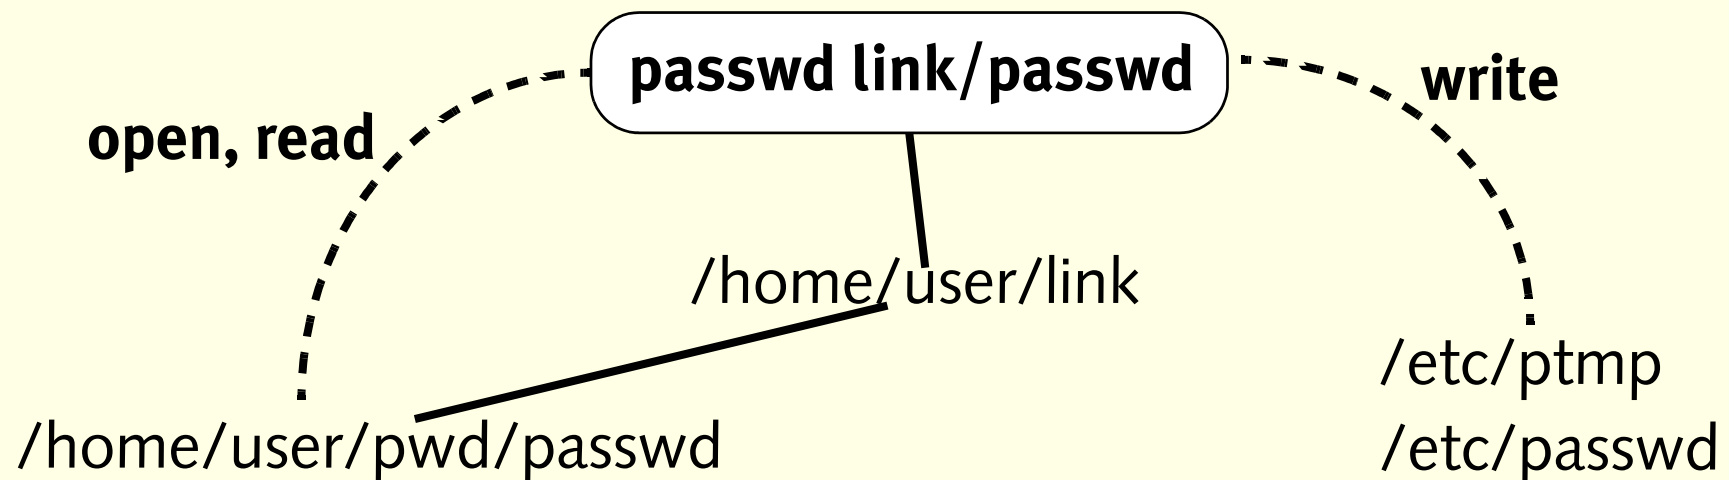 passwd link/passwd
write
open, read
/home/user/link
/etc/ptmp
/home/user/pwd/passwd
/etc/passwd